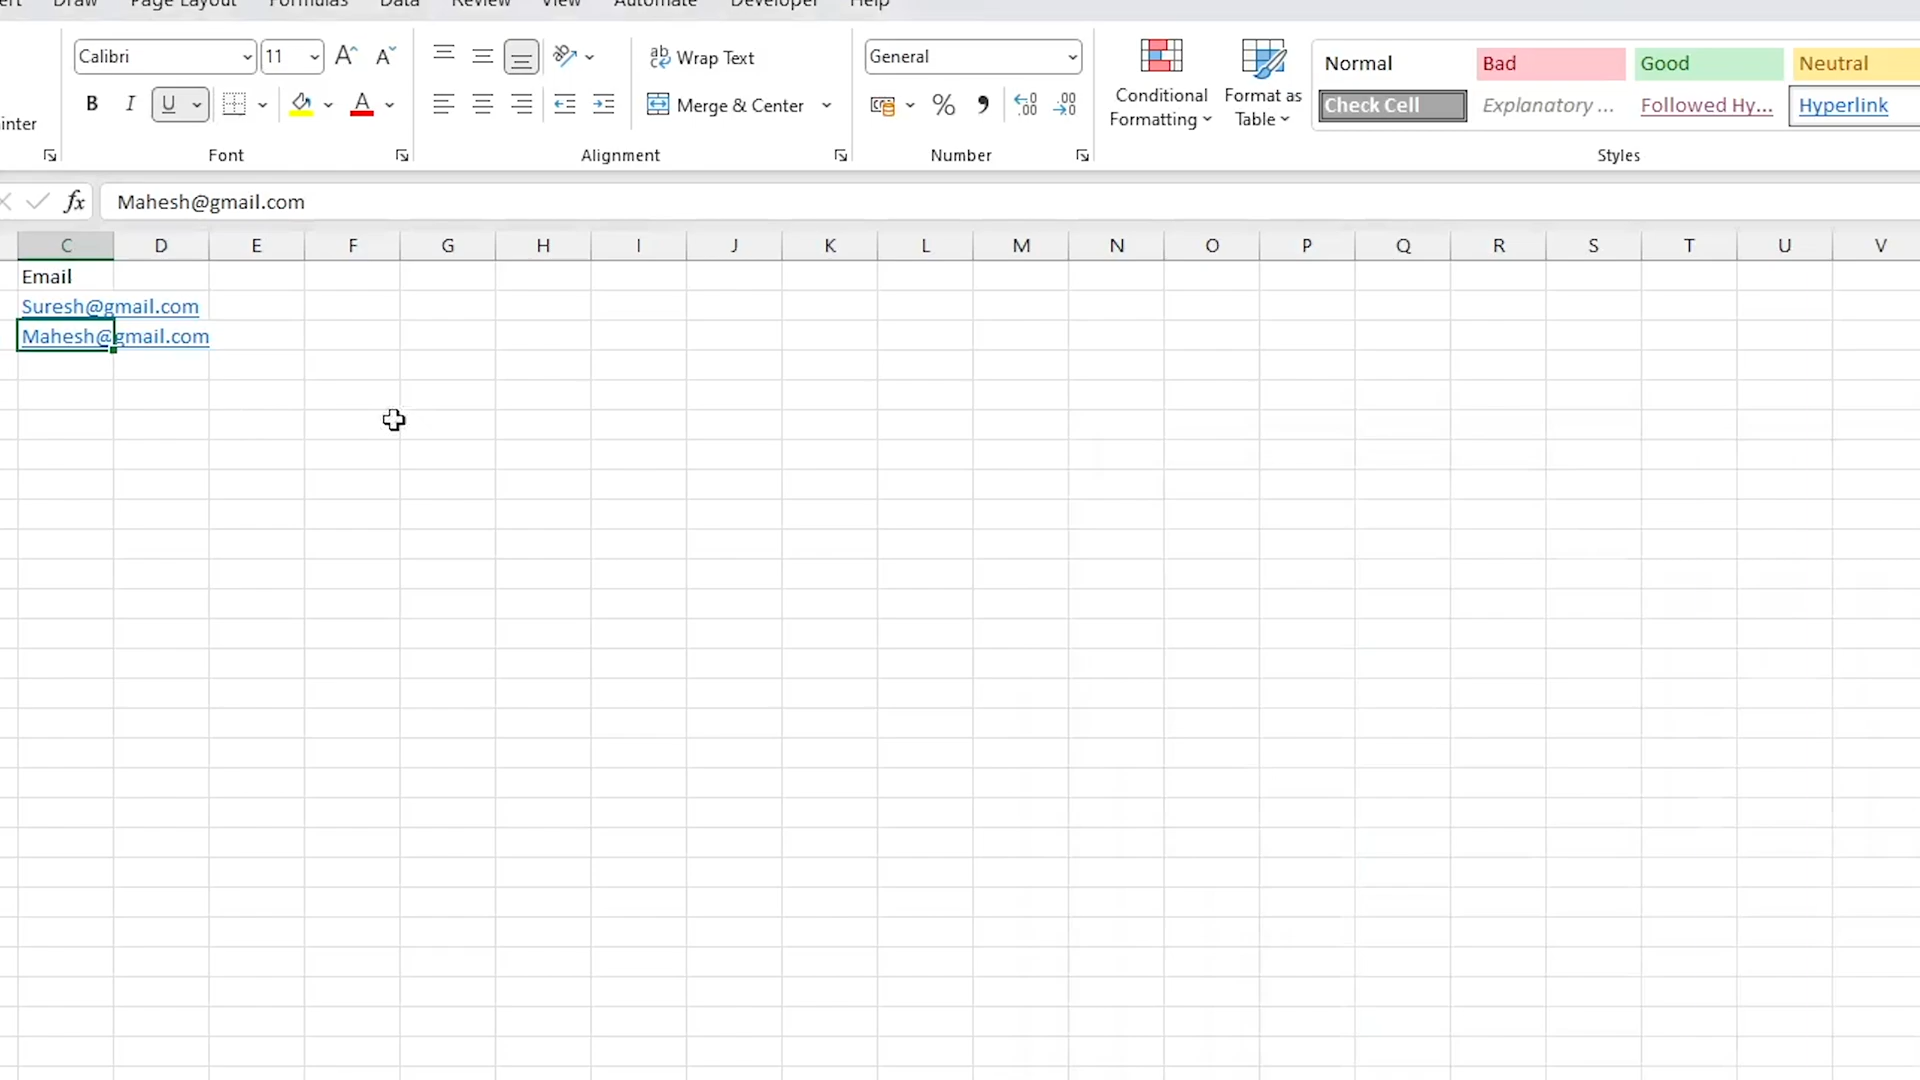 Draw Page Layout Formulas Data Review View Automate Developer Help
Calibri 11 Wrap Text General Normal Bad Good Neutral
B I U Merge & Center % Conditional Formatting Format as Table Check Cell Explanatory ... Followed Hy... Hyperlink
Font Alignment Number Styles
fx Mahesh@gmail.com
C D E F G H I J K L M N O P Q R S T U V
Email
Suresh@gmail.com
Mahesh@gmail.com